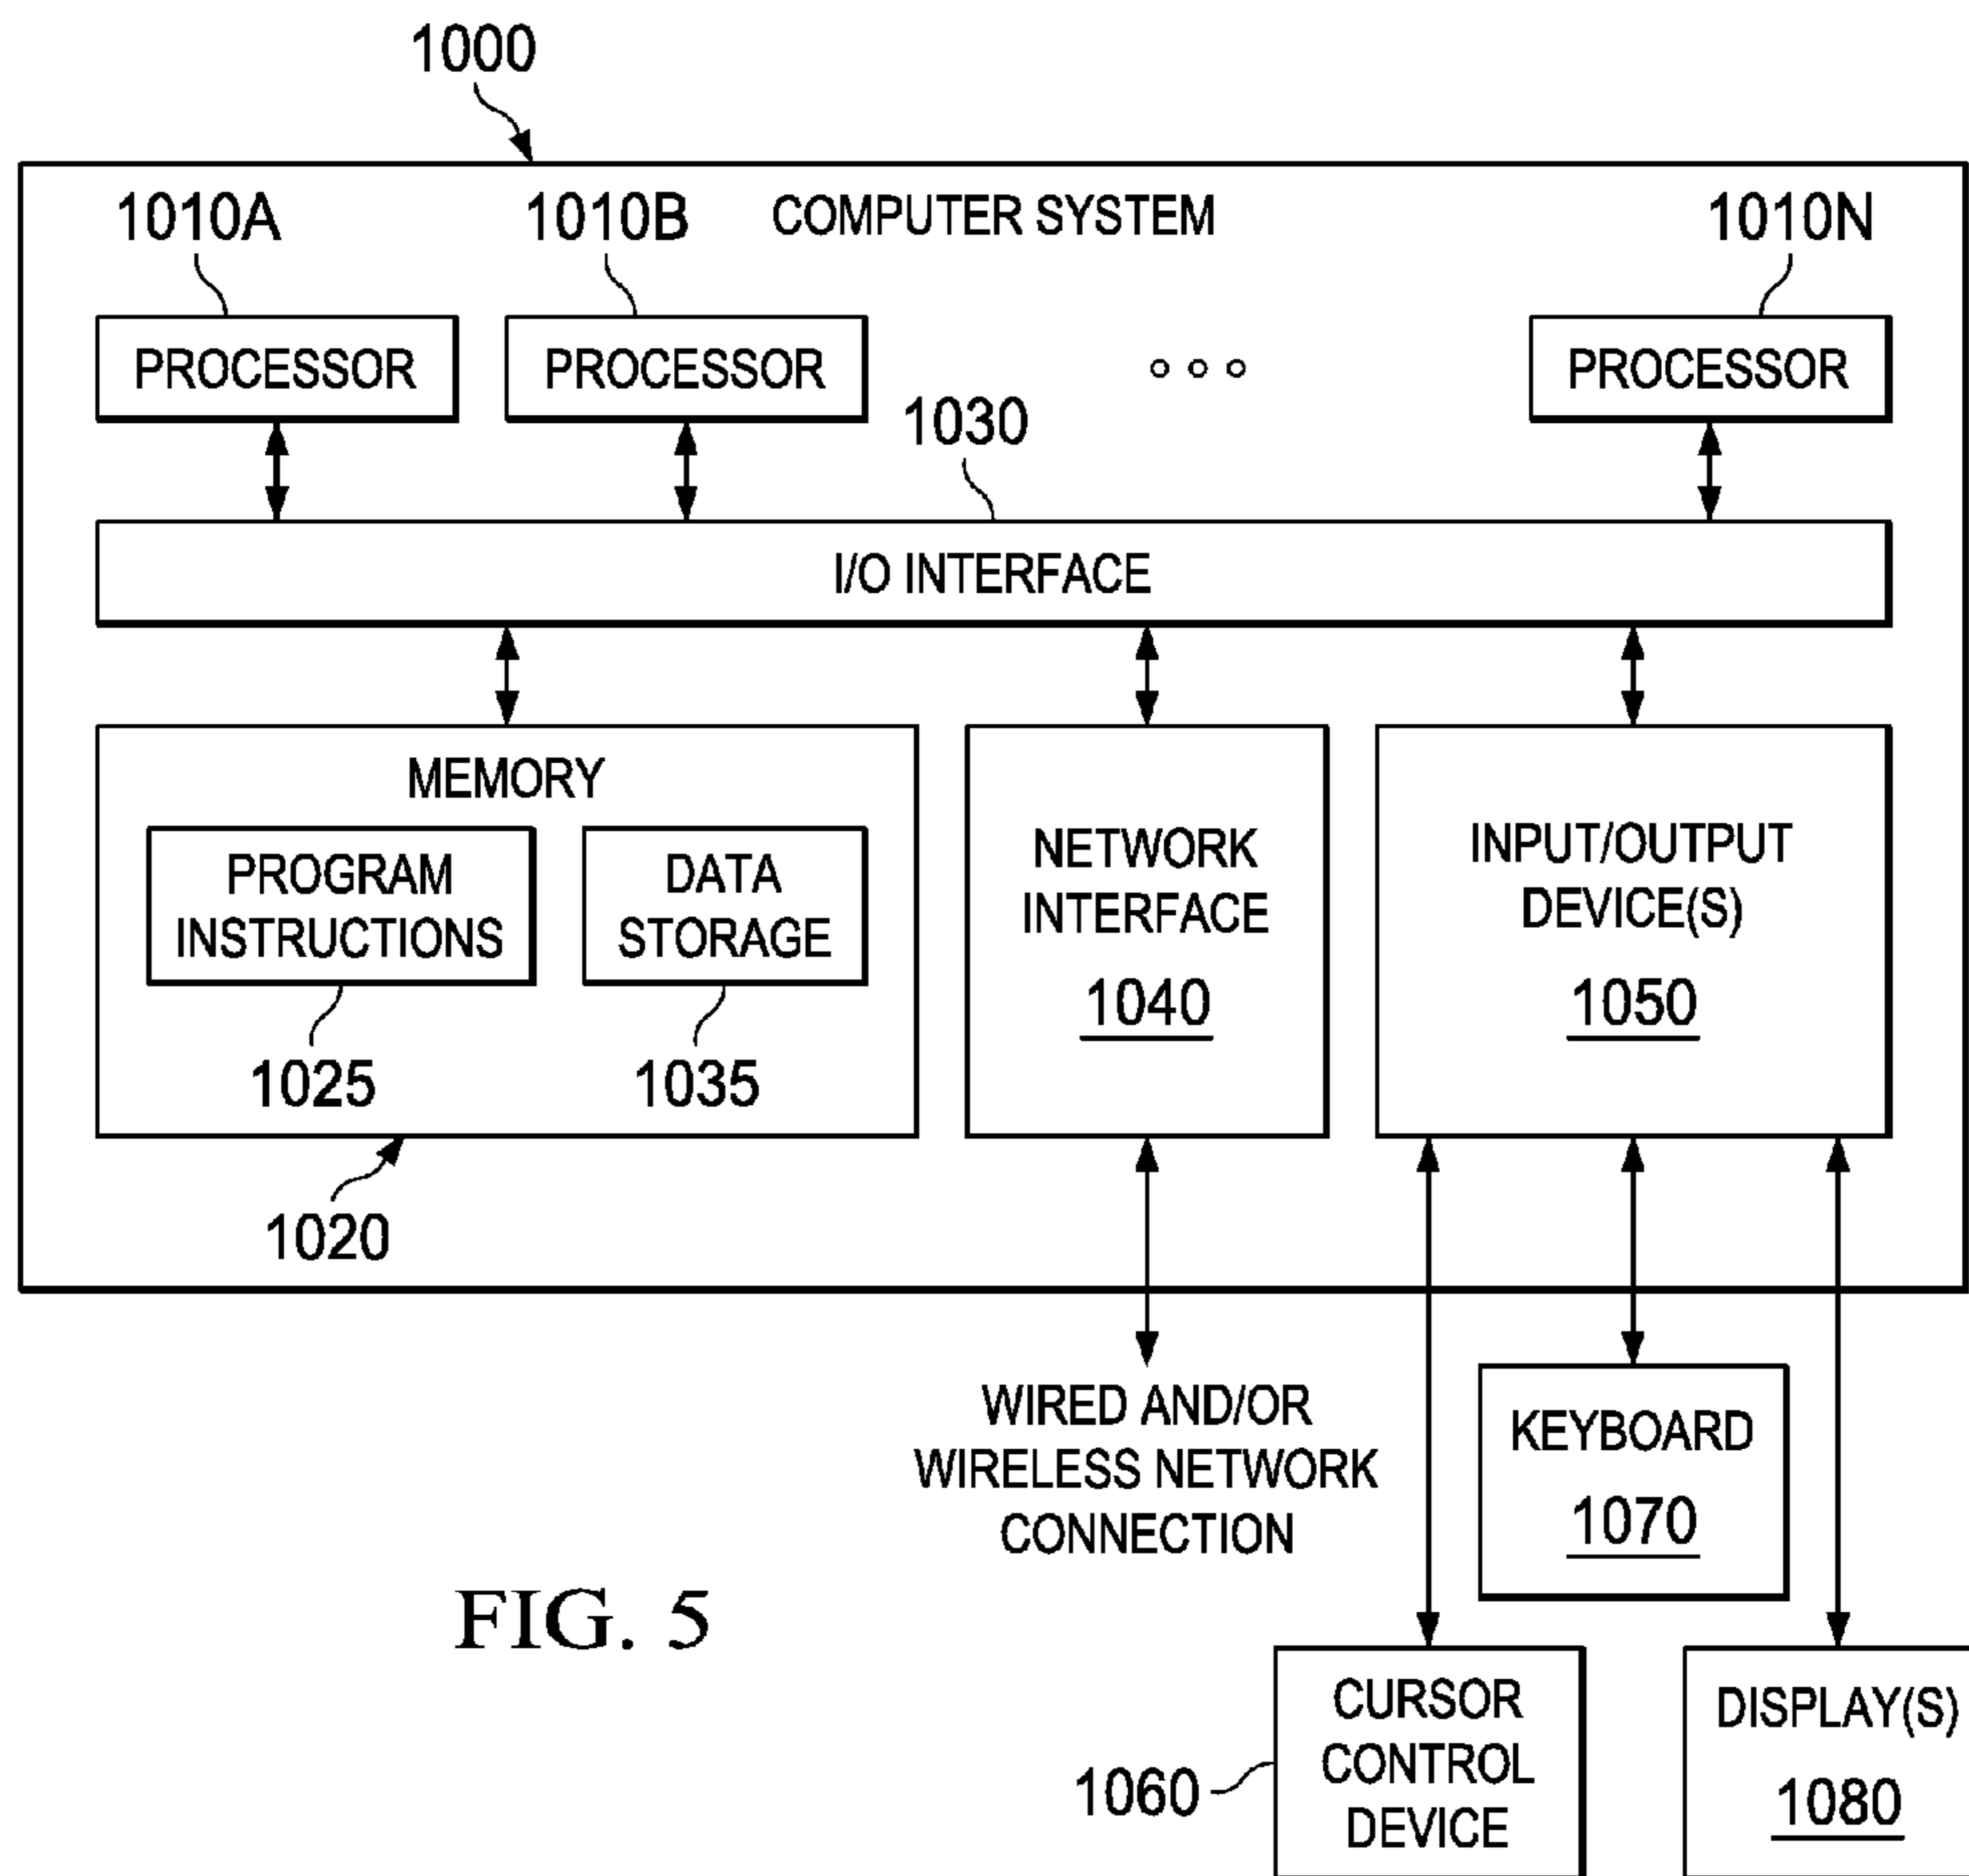 1000
1010A
1010B
COMPUTER SYSTEM
1010N
PROCESSOR
PROCESSOR
PROCESSOR
1030
I/O INTERFACE
MEMORY
PROGRAM
INSTRUCTIONS
1025
DATA
STORAGE
1035
1020
NETWORK
INTERFACE
1040
INPUT/OUTPUT
DEVICE(S)
1050
WIRED AND/OR
WIRELESS NETWORK
CONNECTION
KEYBOARD
1070
CURSOR
CONTROL
DEVICE
1060
DISPLAY(S)
1080
FIG. 5